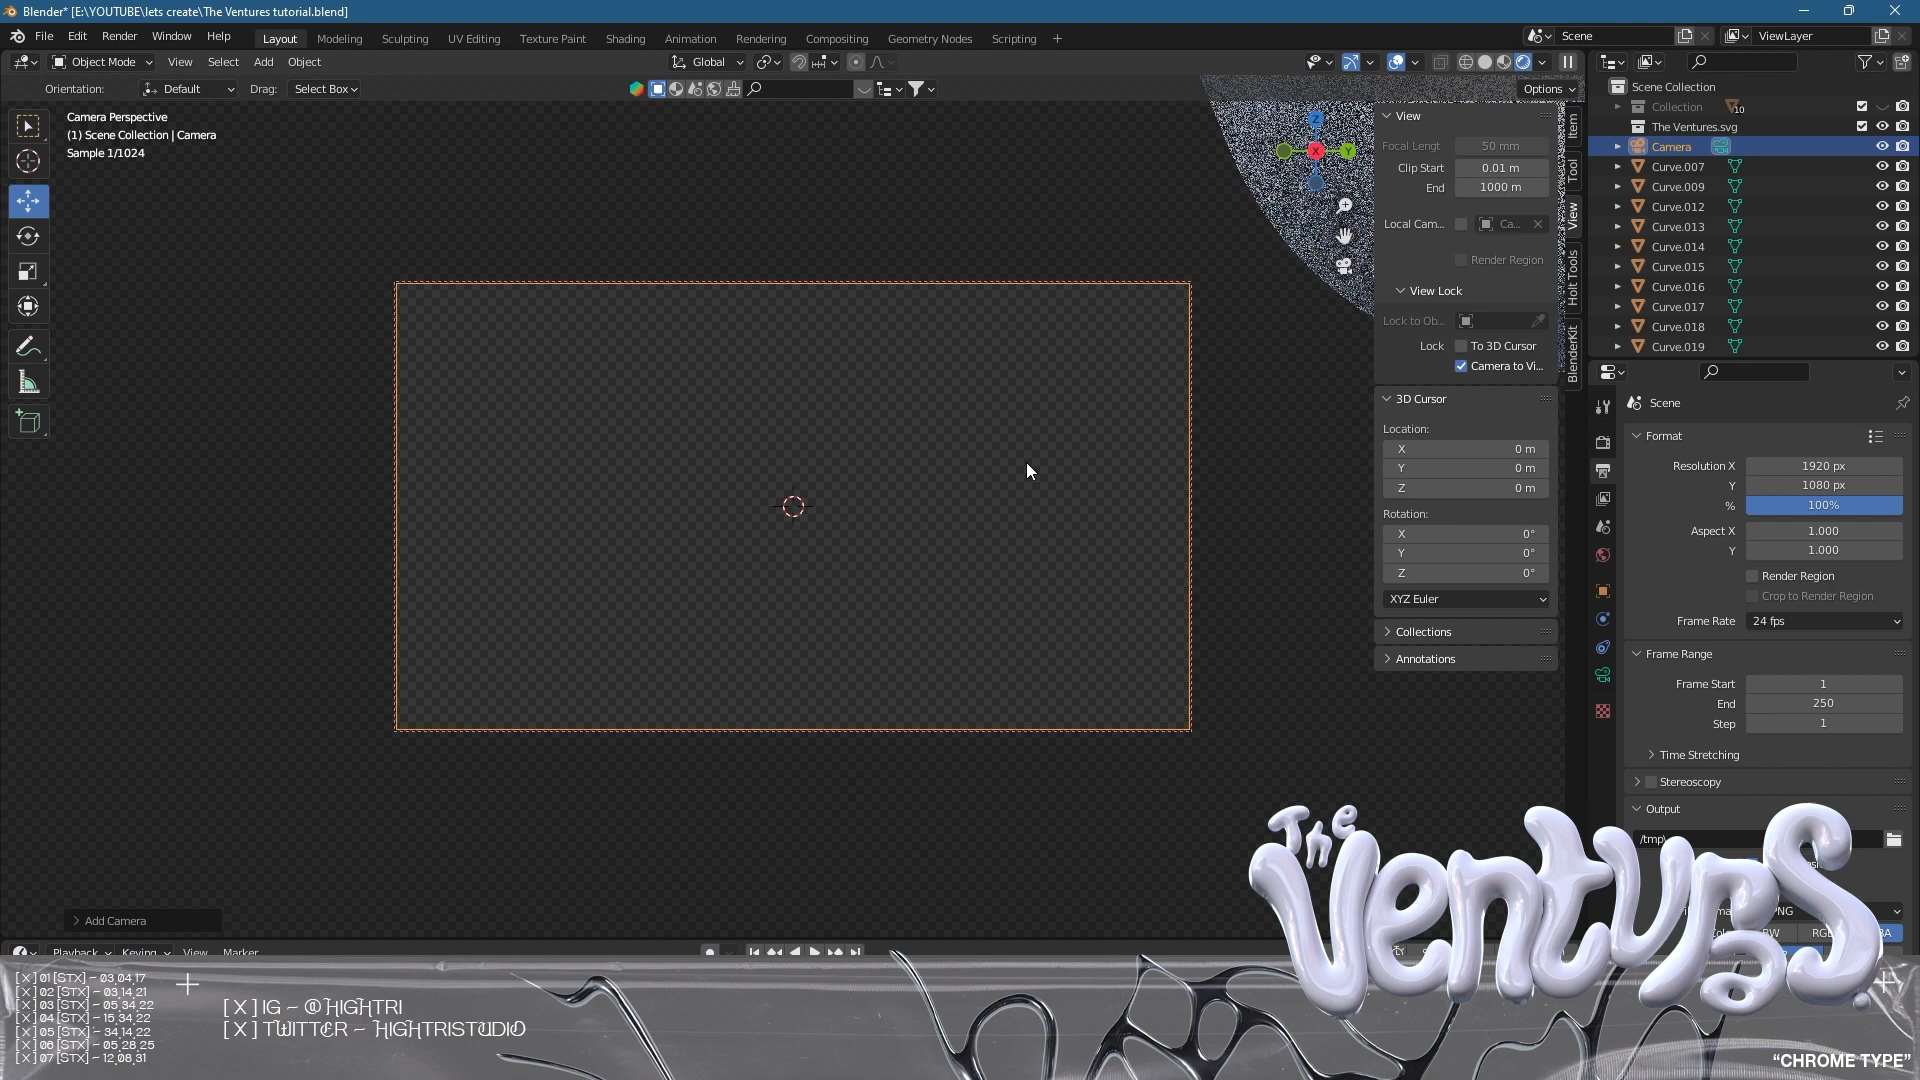 Blender* [E:\YOUTUBE\lets create\The Ventures tutorial.blend]
File Edit Render Window Help
Layout Modeling Sculpting UV Editing Texture Paint Shading Animation Rendering Compositing Geometry Nodes Scripting
Scene
ViewLayer
Object Mode View Select Add Object
Global
Orientation: Default Drag: Select Box
Options
Camera Perspective
(1) Scene Collection | Camera
Sample 1/1024
Z
X
Y
View
Focal Lengt 50 mm
Clip Start 0.01 m
End 1000 m
Local Cam... Ca...
Render Region
View Lock
Lock to Ob...
Lock To 3D Cursor
Camera to Vi...
3D Cursor
Location:
X 0 m
Y 0 m
Z 0 m
Rotation:
X 0°
Y 0°
Z 0°
XYZ Euler
Collections
Annotations
Item
Tool
View
Holt Tools
BlenderKit
Scene Collection
Collection 10
The Ventures.svg
Camera
Curve.007
Curve.009
Curve.012
Curve.013
Curve.014
Curve.015
Curve.016
Curve.017
Curve.018
Curve.019
Scene
Format
Resolution X 1920 px
Y 1080 px
% 100%
Aspect X 1.000
Y 1.000
Render Region
Crop to Render Region
Frame Rate 24 fps
Frame Range
Frame Start 1
End 250
Step 1
Time Stretching
Stereoscopy
Output
/tmp\
PNG
BW
Add Camera
Playback Keying View Marker
The
Ventures
[X] 01 [STX] – 03.04.17
[X] 02 [STX] – 03.14.21
[X] 03 [STX] – 05.34.22
[X] 04 [STX] – 15.34.22
[X] 05 [STX] – 34.14.22
[X] 06 [STX] – 05.28.25
[X] 07 [STX] – 12.08.31
[X] IG – @HIGHTRI
[X] TWITTER – HIGHTRISTUDIO
“CHROME TYPE”